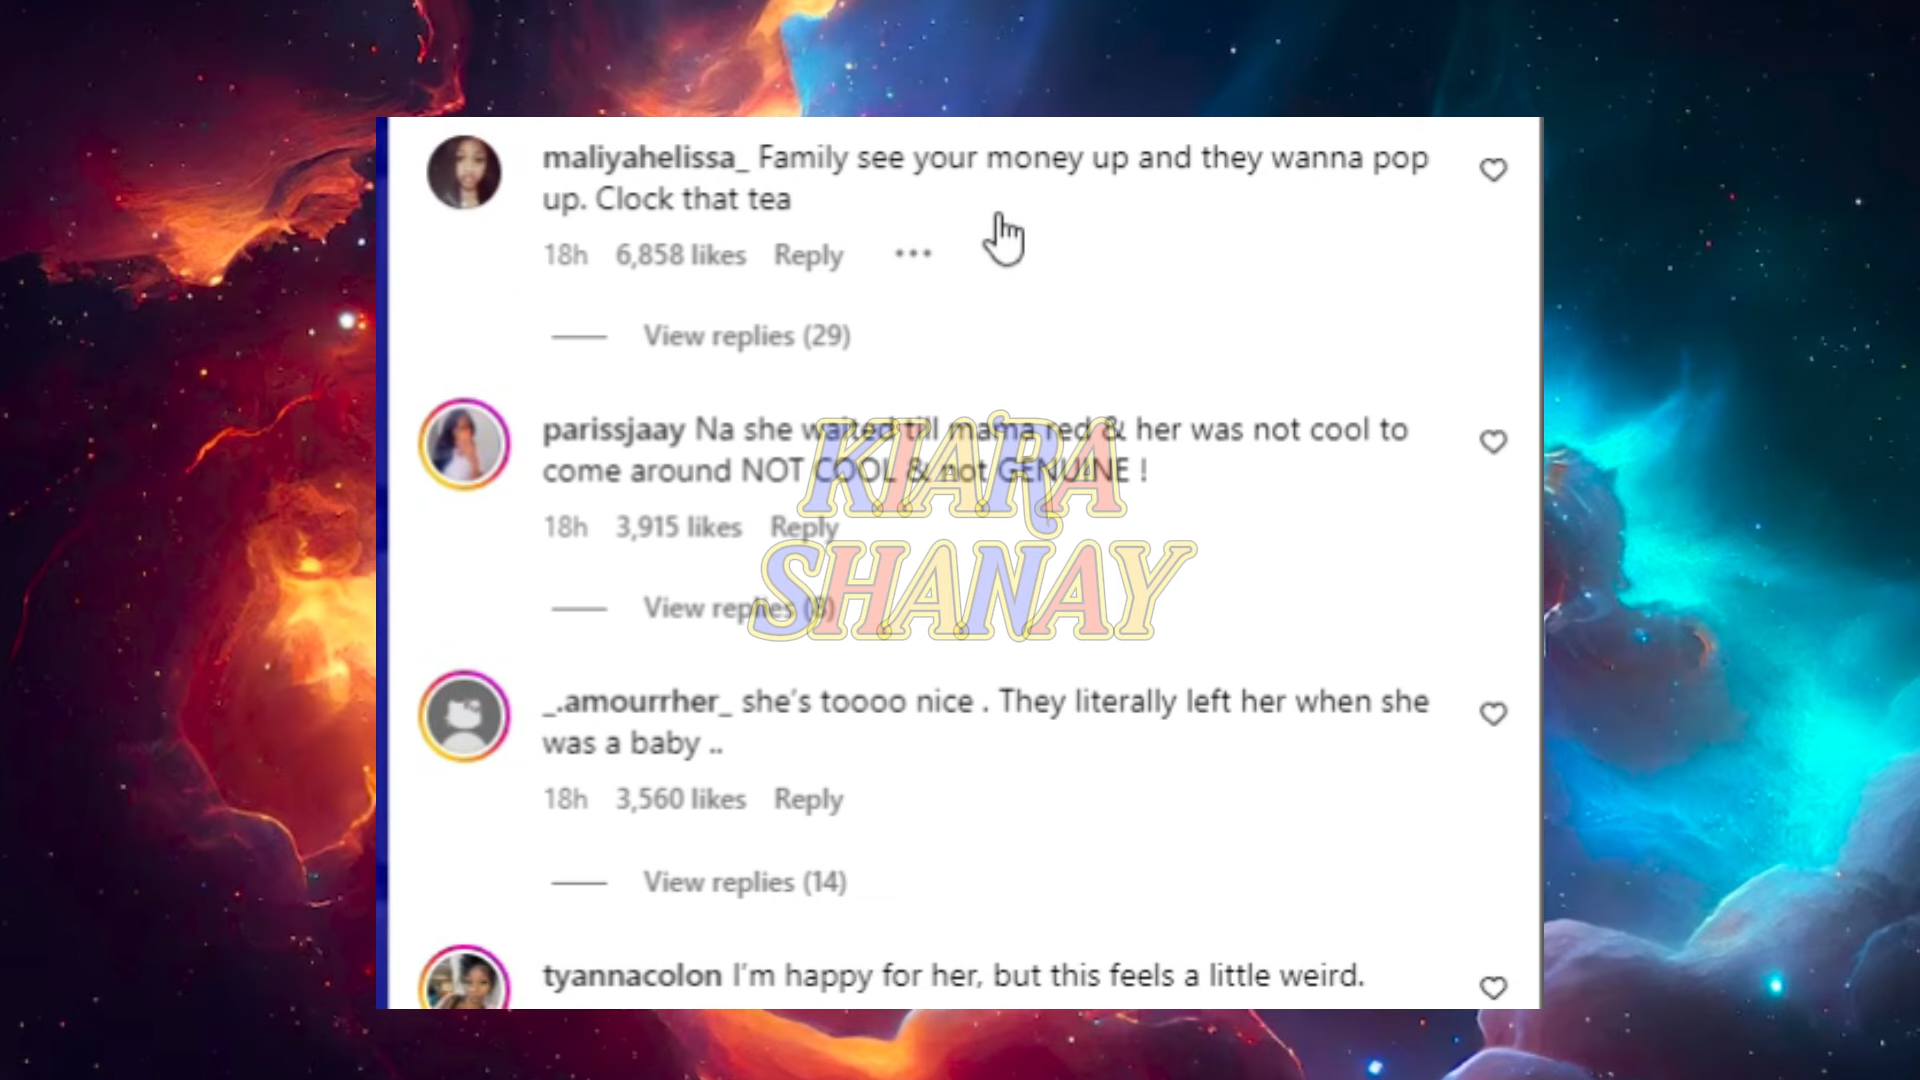 maliyahelissa_ Family see your money up and they wanna pop
up. Clock that tea
18h 6,858 likes Reply ...
View replies (29)
parissjaay Na she waited till mama, ed & her was not cool to
come around NOT COOL & not GENUINE !
18h 3,915 likes Reply
View replies (8)
KIARA
SHANAY
_.amourrher_ she's toooo nice . They literally left her when she
was a baby ..
18h 3,560 likes Reply
View replies (14)
tyannacolon I'm happy for her, but this feels a little weird.